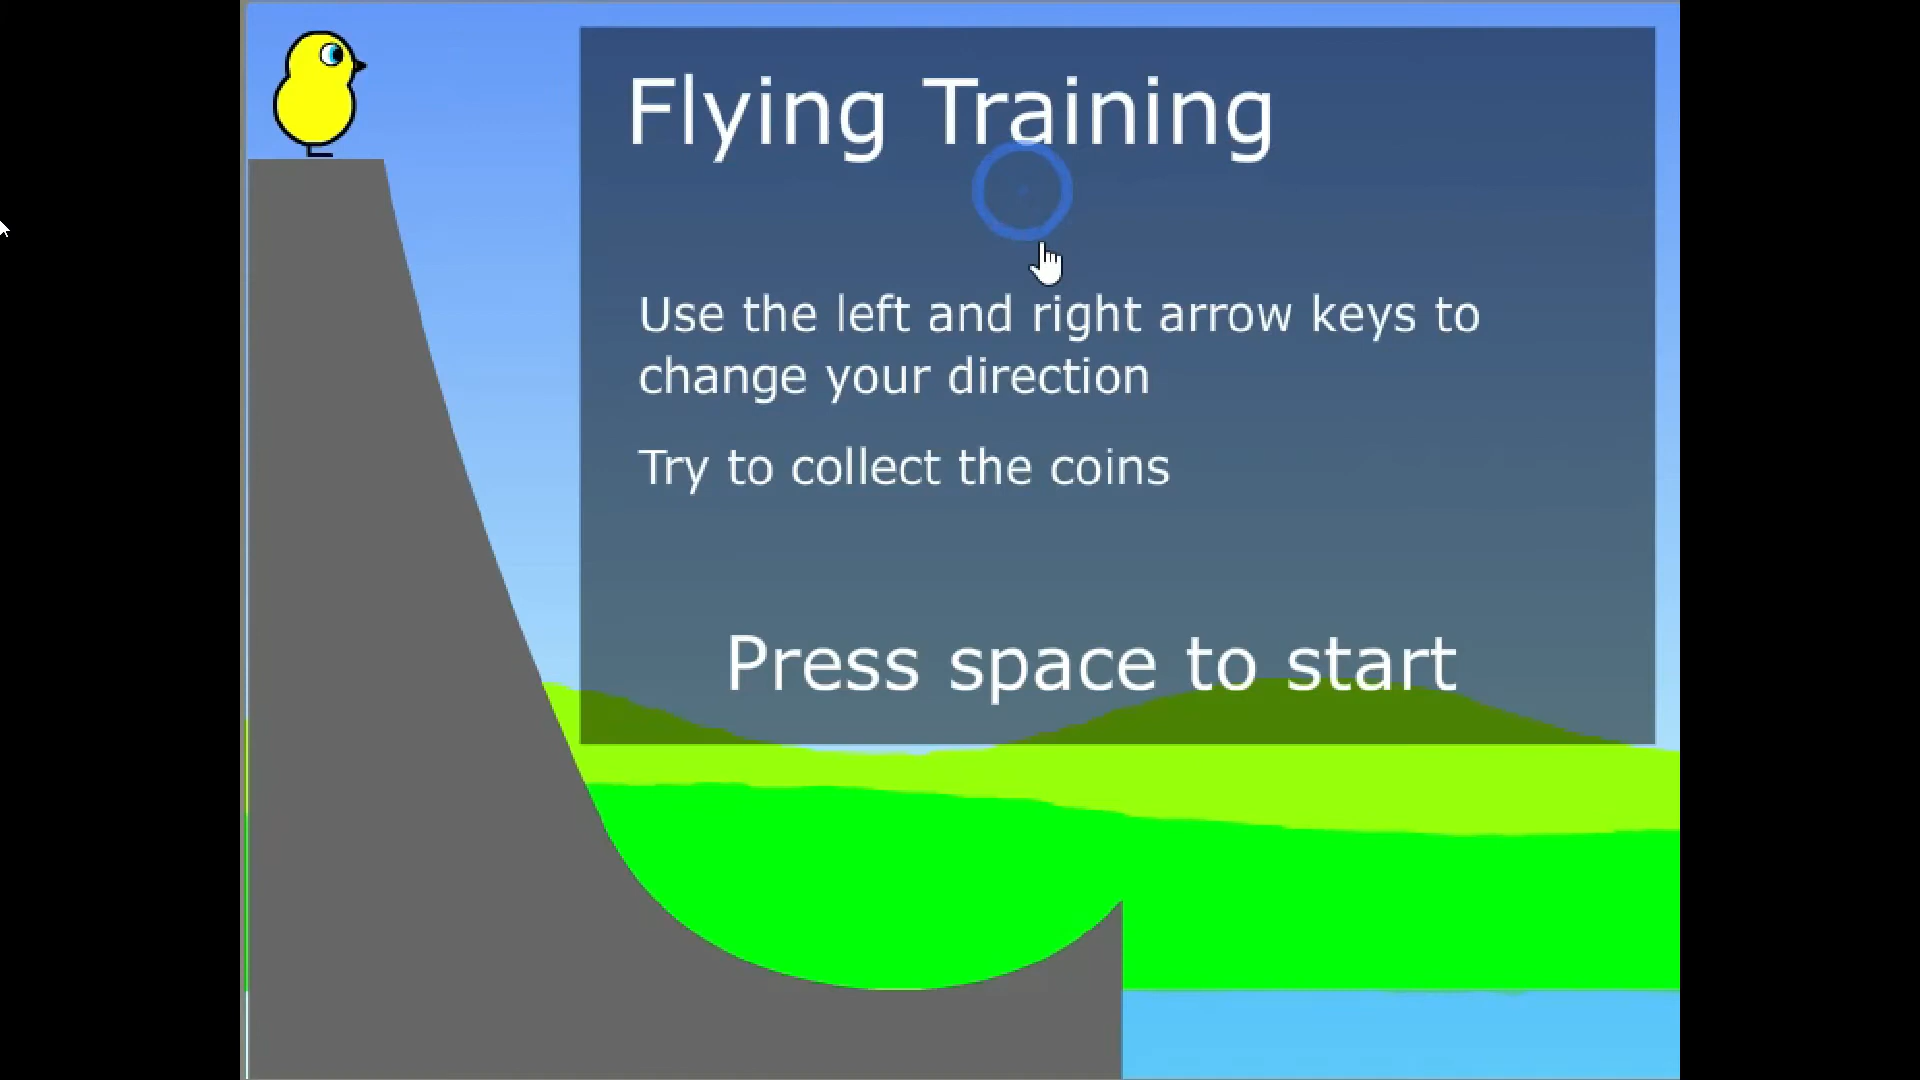 Flying Training
Use the left and right arrow keys to
change your direction
Try to collect the coins
Press space to start